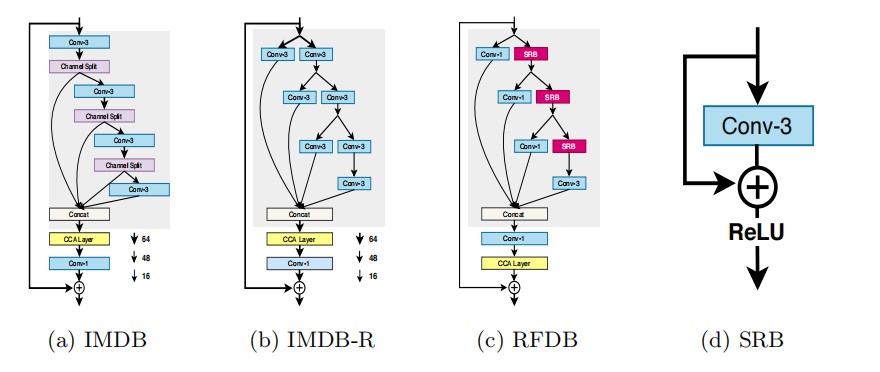 Conv-3
Channel Split
Conv-3
Channel Split
Conv-3
Channel Split
Conv-3
Concat
CCA Layer
Conv-1
64
48
16
(a) IMDB
Conv-3 Conv-3
Conv-3 Conv-3
Conv-3 Conv-3
Conv-3
Concat
CCA Layer
Conv-1
64
48
16
(b) IMDB-R
Conv-1 SRB
Conv-1 SRB
Conv-1 SRB
Conv-3
Concat
Conv-1
CCA Layer
(c) RFDB
Conv-3
ReLU
(d) SRB